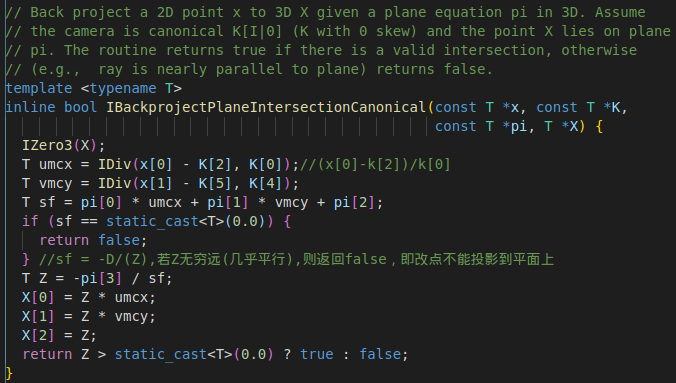 // Back project a 2D point x to 3D X given a plane equation pi in 3D. Assume
// the camera is canonical K[I|0] (K with 0 skew) and the point X lies on plane
// pi. The routine returns true if there is a valid intersection, otherwise
// (e.g., ray is nearly parallel to plane) returns false.
template <typename T>
inline bool IBackprojectPlaneIntersectionCanonical(const T *x, const T *K,
const T *pi, T *X) {
IZero3(X);
T umcx = IDiv(x[0] - K[2], K[0]);//(x[0]-k[2])/k[0]
T vmcy = IDiv(x[1] - K[5], K[4]);
T sf = pi[0] * umcx + pi[1] * vmcy + pi[2];
if (sf == static_cast<T>(0.0)) {
return false;
} //sf = -D/(Z),若Z无穷远(几乎平行),则返回false，即改点不能投影到平面上
T Z = -pi[3] / sf;
X[0] = Z * umcx;
X[1] = Z * vmcy;
X[2] = Z;
return Z > static_cast<T>(0.0) ? true : false;
}